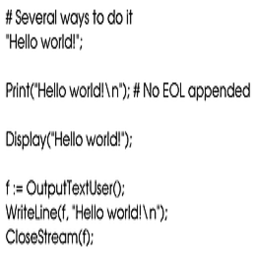 # Several ways to do it
"Hello world!";
Print("Hello world!\n"); # No EOL appended
Display("Hello world!");
f := OutputTextUser();
WriteLine(f, "Hello world!\n");
CloseStream(f);